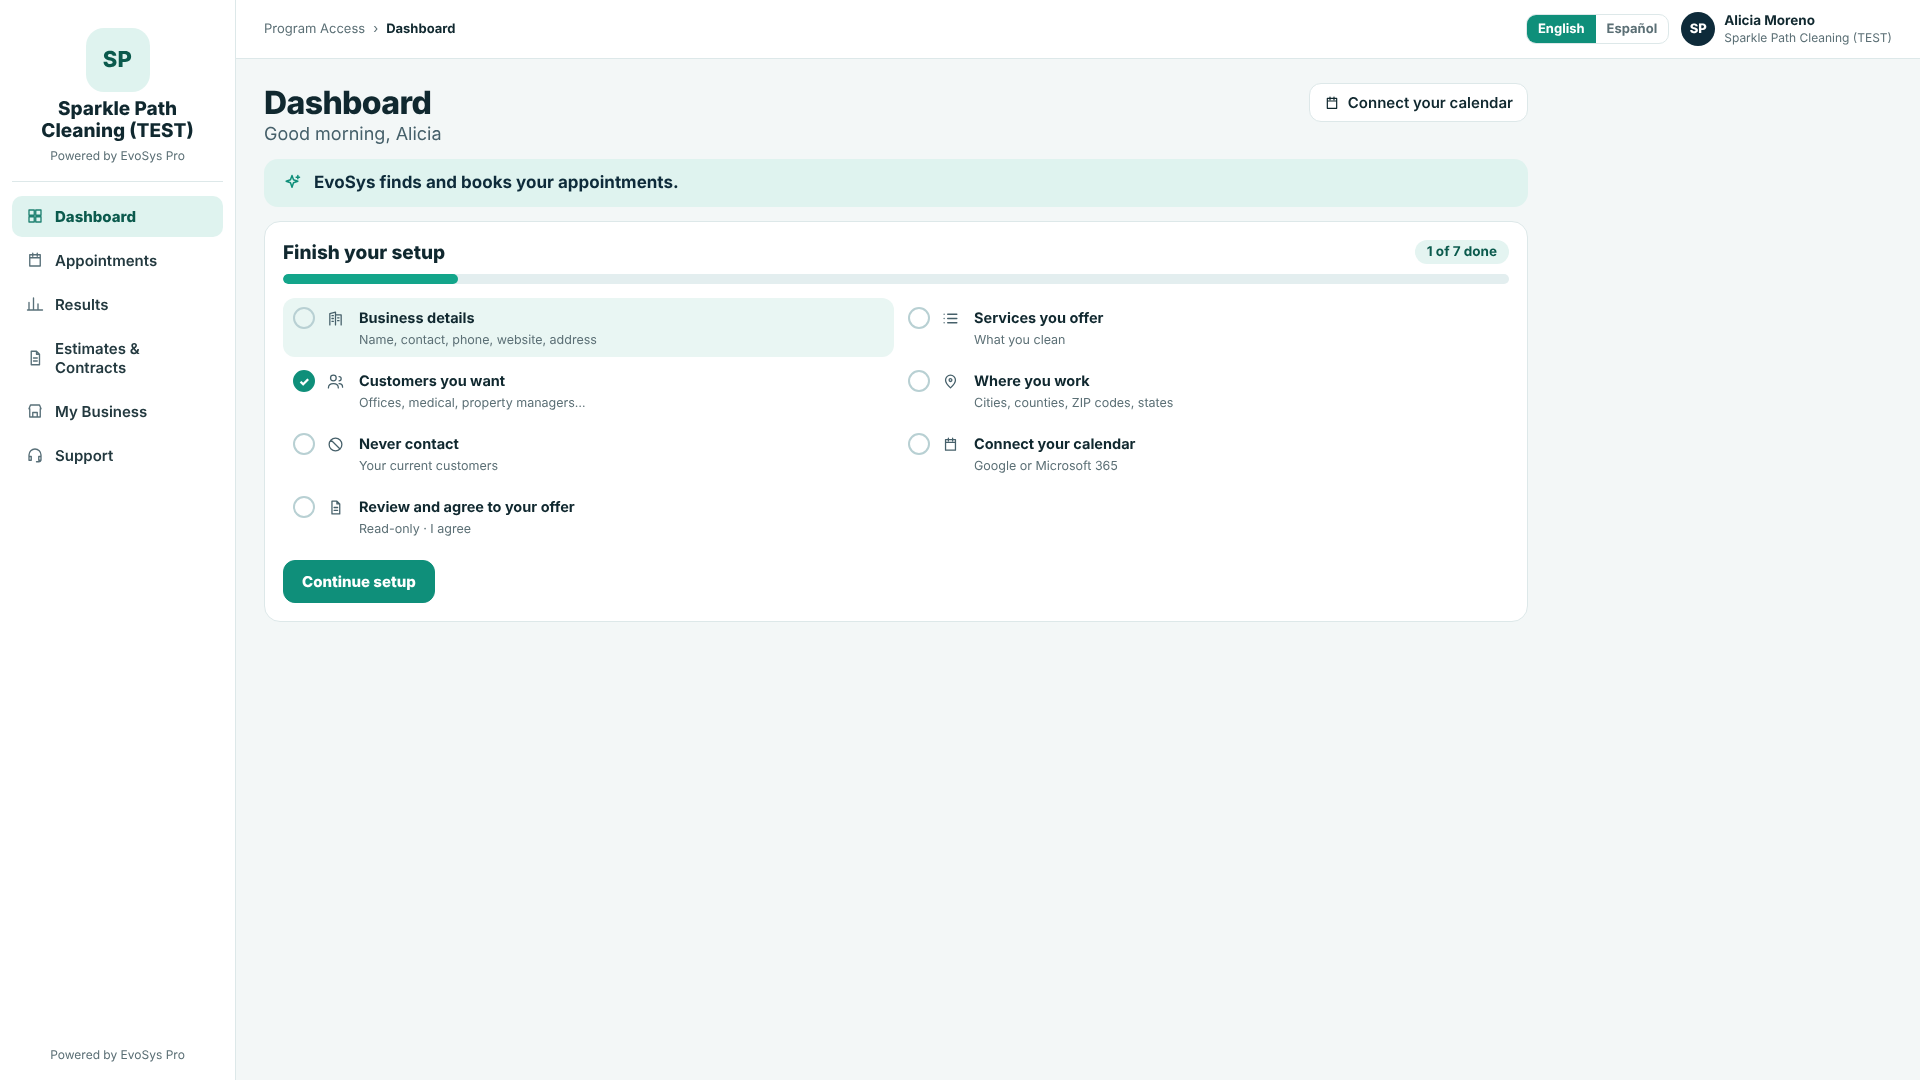 SP
Sparkle Path
Cleaning (TEST)
Powered by EvoSys Pro
Dashboard
Appointments
Results
Estimates &
Contracts
My Business
Support
Powered by EvoSys Pro
Program Access › Dashboard
English Español
SP
Alicia Moreno
Sparkle Path Cleaning (TEST)
Dashboard
Good morning, Alicia
Connect your calendar
EvoSys finds and books your appointments.
Finish your setup
1 of 7 done
Business details
Name, contact, phone, website, address
Services you offer
What you clean
Customers you want
Offices, medical, property managers...
Where you work
Cities, counties, ZIP codes, states
Never contact
Your current customers
Connect your calendar
Google or Microsoft 365
Review and agree to your offer
Read-only · I agree
Continue setup